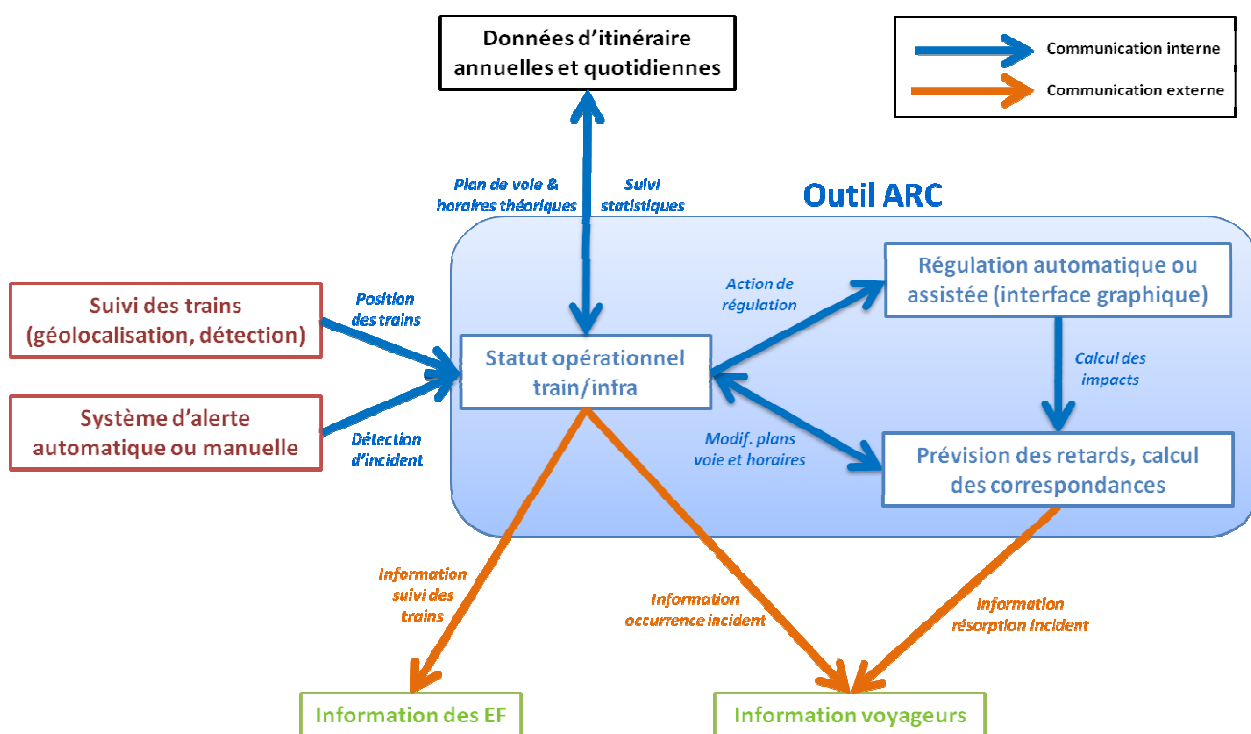 Données d'itinéraire
annuelles et quotidiennes
Communication interne
Communication externe
Plan de voie &
horaires théoriques
Suivi
statistiques
Outil ARC
Suivi des trains
(géolocalisation, détection)
Position
des trains
Action de
régulation
Régulation automatique ou
assistée (interface graphique)
Statut opérationnel
train/infra
Calcul des
impacts
Système d'alerte
automatique ou manuelle
Détection
d'incident
Modif. plans
voie et horaires
Prévision des retards, calcul
des correspondances
Information
suivi des
trains
Information
occurrence incident
Information
résorption incident
Information des EF
Information voyageurs